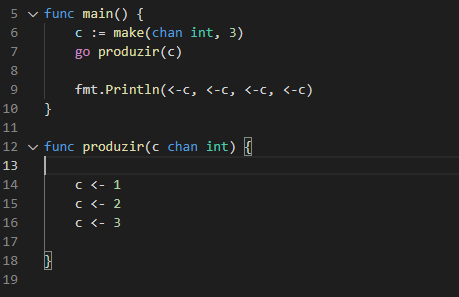 5 func main() {
6 c := make(chan int, 3)
7 go produzir(c)
8
9 fmt.Println(<-c, <-c, <-c, <-c)
10 }
11
12 func produzir(c chan int) {
13
14 c <- 1
15 c <- 2
16 c <- 3
17
18 }
19